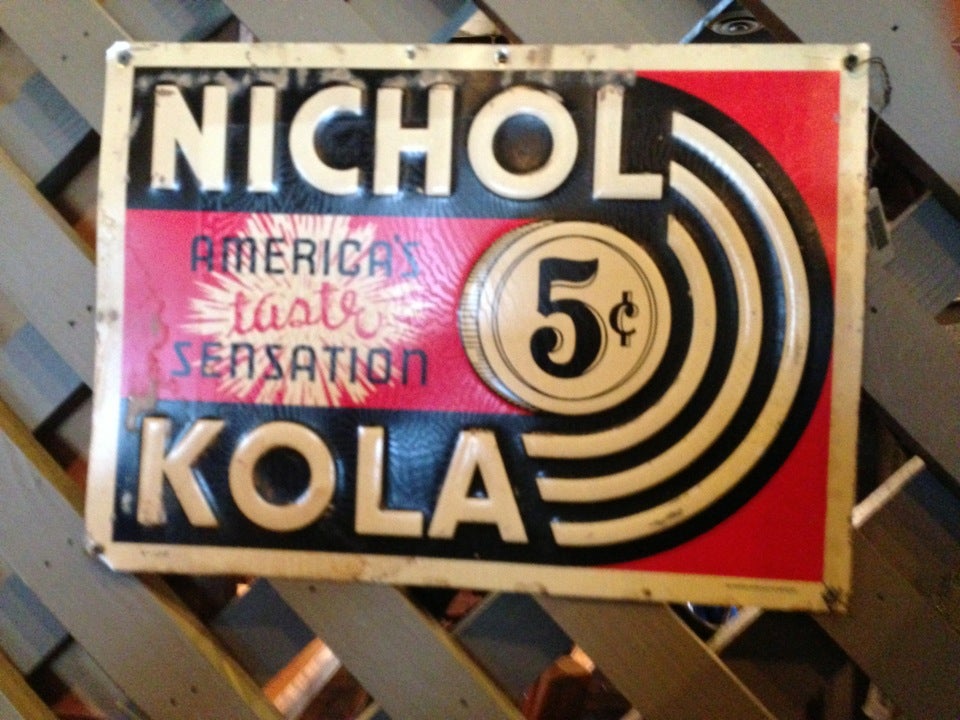 NICHOL
AMERICA'S
taste
SENSATION
5¢
KOLA